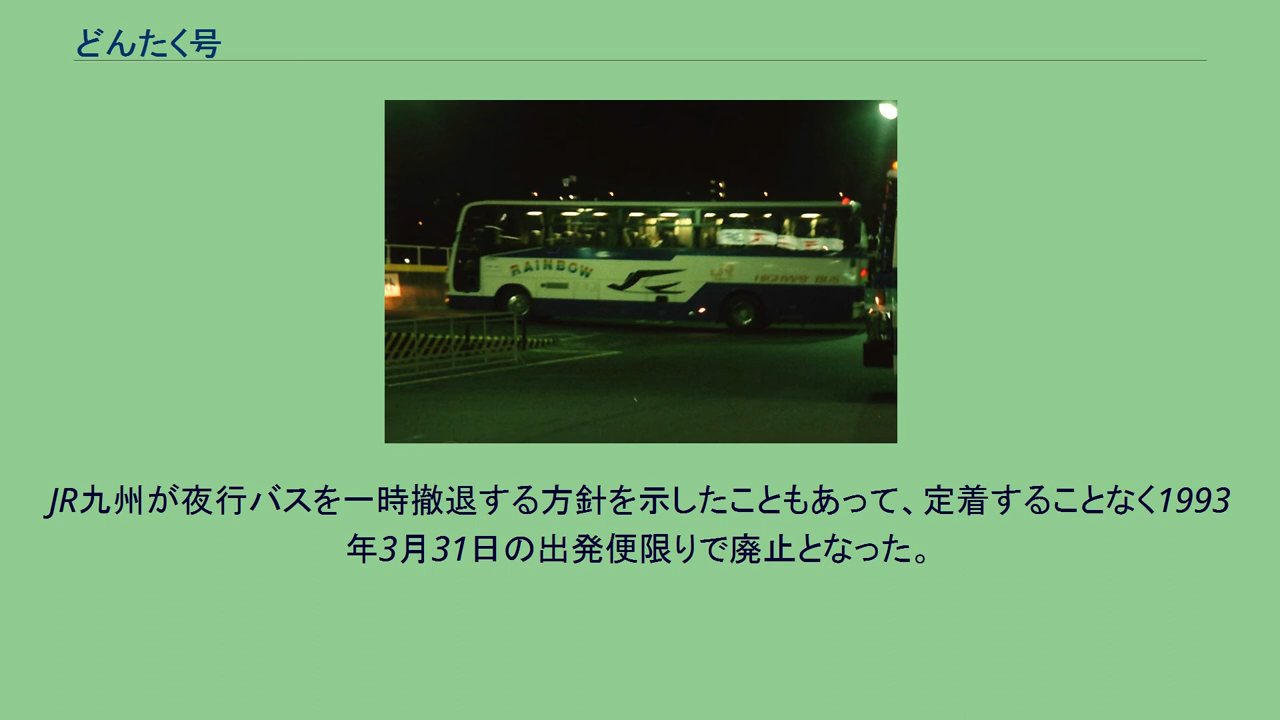 どんたく号
RAINBOW
JR
HIGHWAY BUS
JR九州が夜行バスを一時撤退する方針を示したこともあって、定着することなく1993
年3月31日の出発便限りで廃止となった。